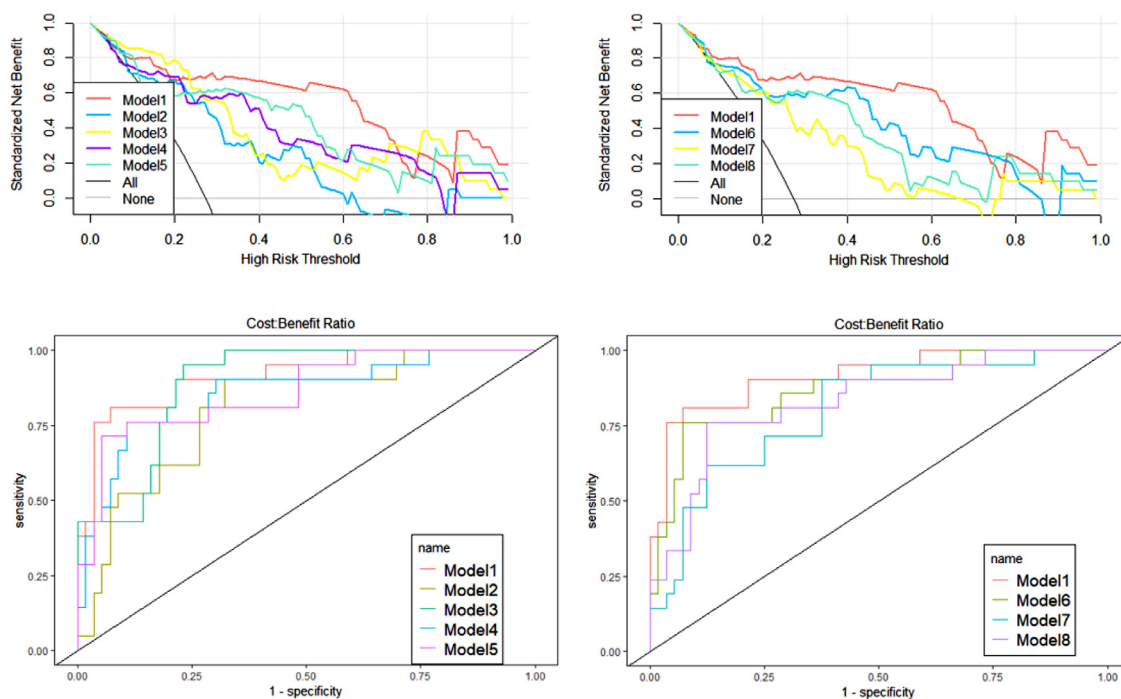 Standardized Net Benefit
1.0
0.8
0.6
0.4
0.2
0.0
Model1
Model2
Model3
Model4
Model5
All
None
0.0 0.2 0.4 0.6 0.8 1.0
High Risk Threshold
Standardized Net Benefit
1.0
0.8
0.6
0.4
0.2
0.0
Model1
Model6
Model7
Model8
All
None
0.0 0.2 0.4 0.6 0.8 1.0
High Risk Threshold
Cost:Benefit Ratio
sensitivity
1.00
0.75
0.50
0.25
0.00
name
Model1
Model2
Model3
Model4
Model5
0.00 0.25 0.50 0.75 1.00
1 - specificity
Cost:Benefit Ratio
sensitivity
1.00
0.75
0.50
0.25
0.00
name
Model1
Model6
Model7
Model8
0.00 0.25 0.50 0.75 1.00
1 - specificity